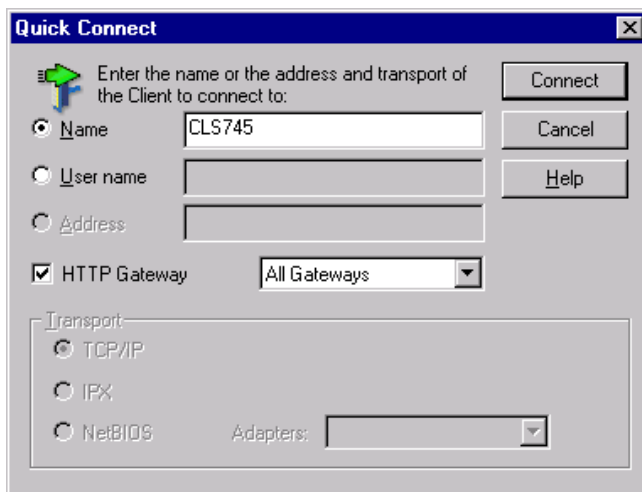 Quick Connect
Enter the name or the address and transport of
the Client to connect to:
Connect
Name CLS745
Cancel
User name
Help
Address
HTTP Gateway All Gateways
Transport
TCP/IP
IPX
NetBIOS Adapters: